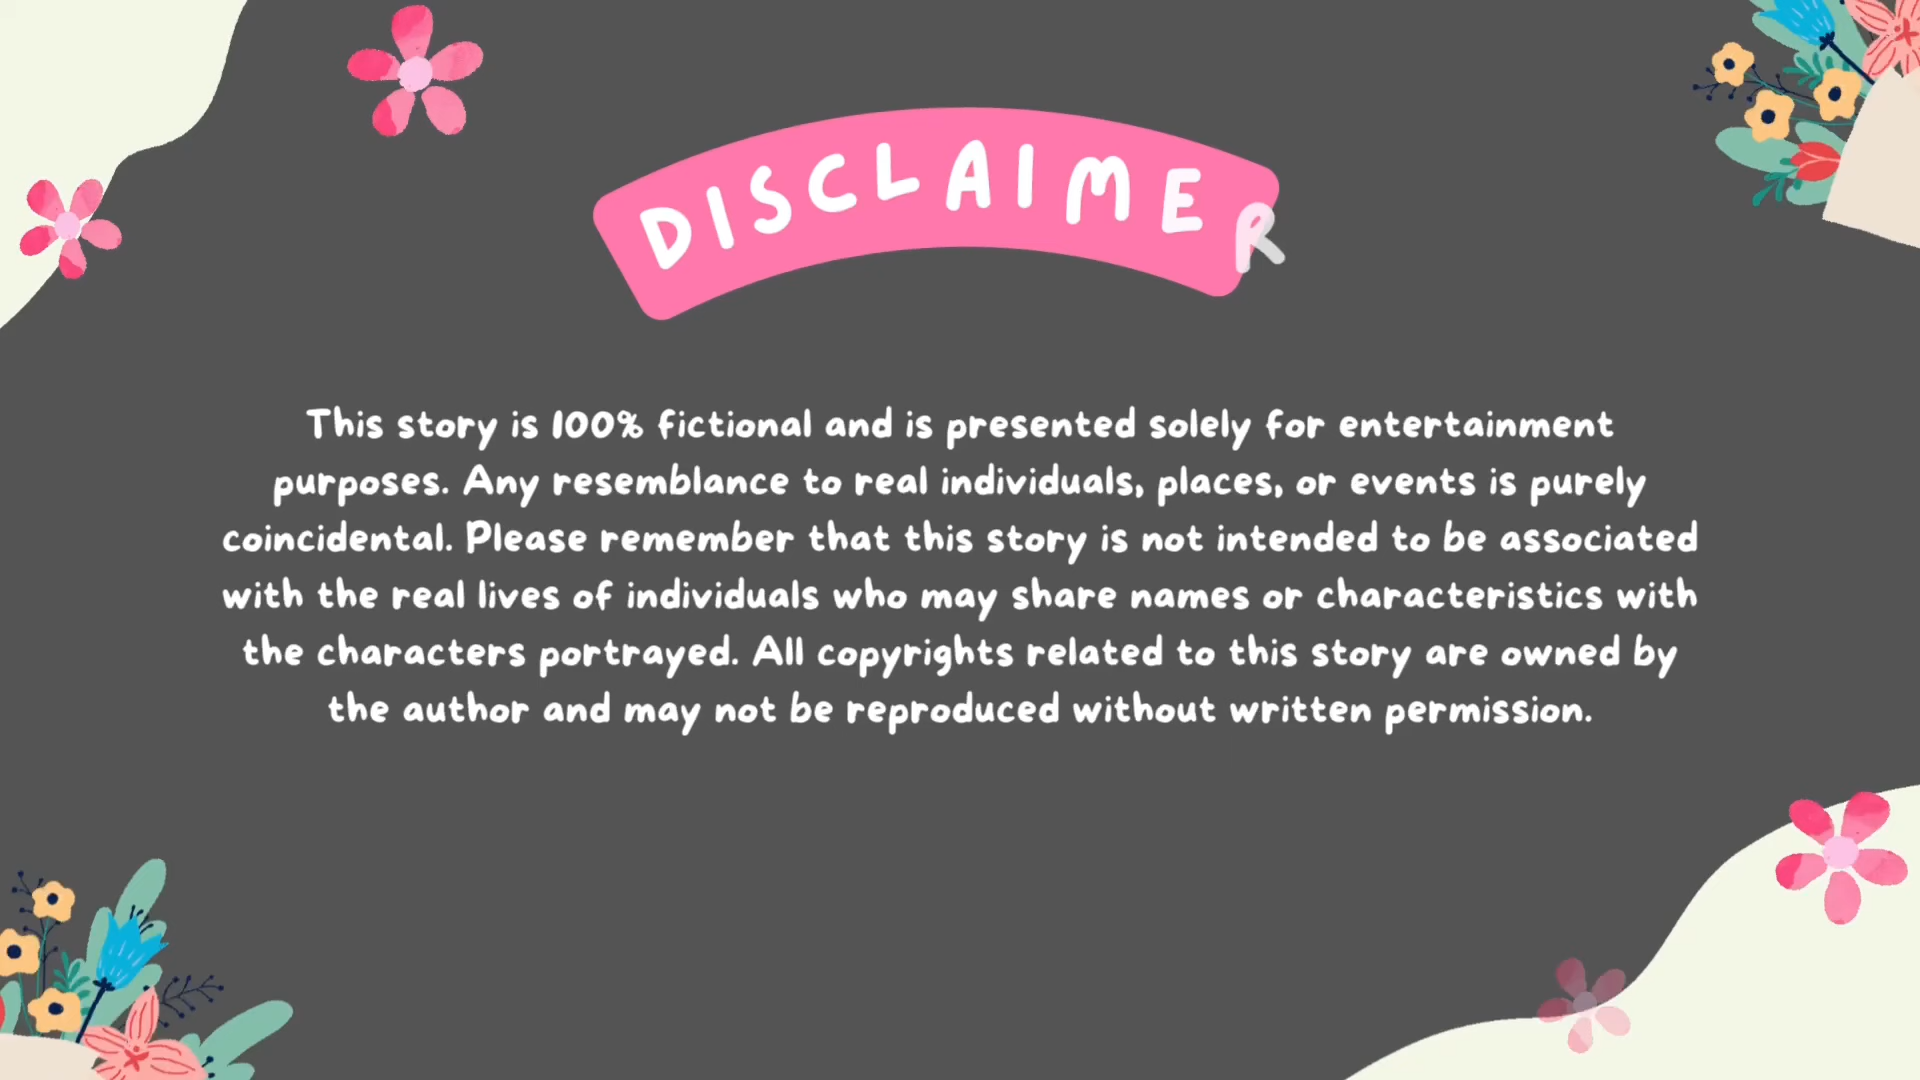 DISCLAIMER
This story is 100% fictional and is presented solely for entertainment
purposes. Any resemblance to real individuals, places, or events is purely
coincidental. Please remember that this story is not intended to be associated
with the real lives of individuals who may share names or characteristics with
the characters portrayed. All copyrights related to this story are owned by
the author and may not be reproduced without written permission.